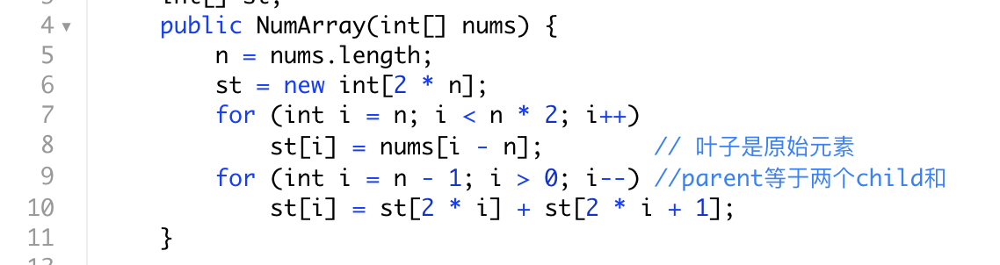 int[] st;
4 ▼ public NumArray(int[] nums) {
5 n = nums.length;
6 st = new int[2 * n];
7 for (int i = n; i < n * 2; i++)
8 st[i] = nums[i - n]; // 叶子是原始元素
9 for (int i = n - 1; i > 0; i--) //parent等于两个child和
10 st[i] = st[2 * i] + st[2 * i + 1];
11 }